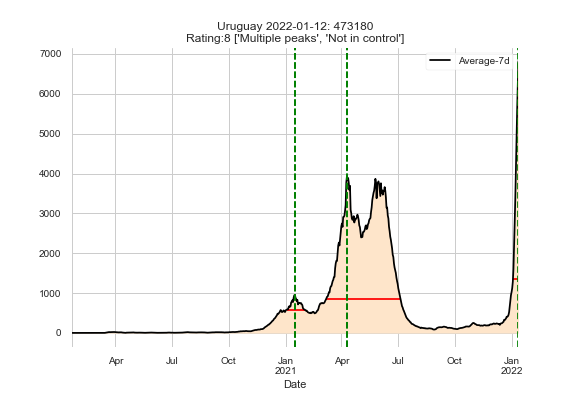 Uruguay 2022-01-12: 473180
Rating:8 ['Multiple peaks', 'Not in control']
Average-7d
7000
6000
5000
4000
3000
2000
1000
0
Apr Jul Oct Jan Apr Jul Oct Jan
2021 2022
Date